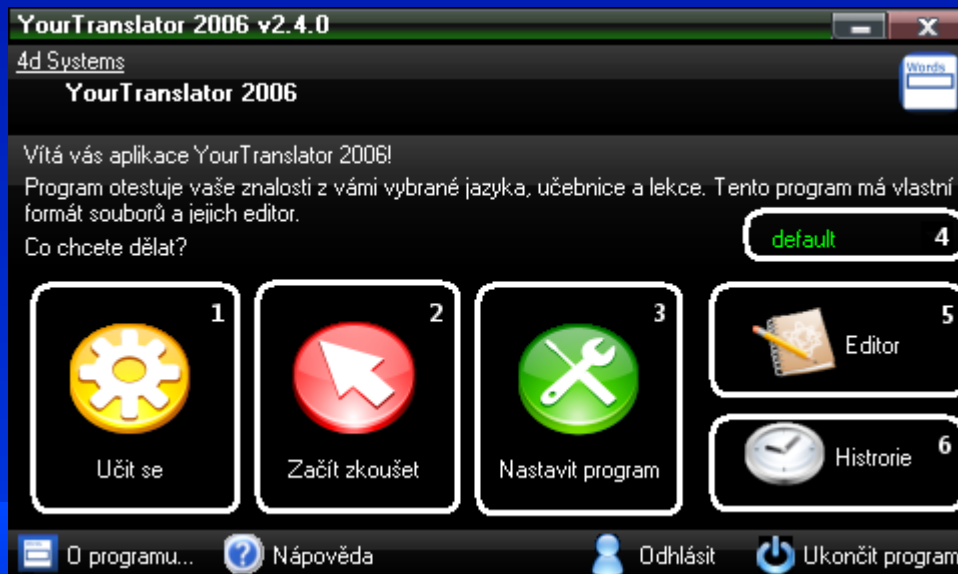 YourTranslator 2006 v2.4.0
4d Systems
YourTranslator 2006
Words
Vítá vás aplikace YourTranslator 2006!
Program otestuje vaše znalosti z vámi vybrané jazyka, učebnice a lekce. Tento program má vlastní
formát souborů a jejich editor.
Co chcete dělat?
default 4
1
2
3
5
Editor
Učit se
Začít zkoušet
Nastavit program
Histrorie 6
O programu...
Nápověda
Odhlásit
Ukončit program